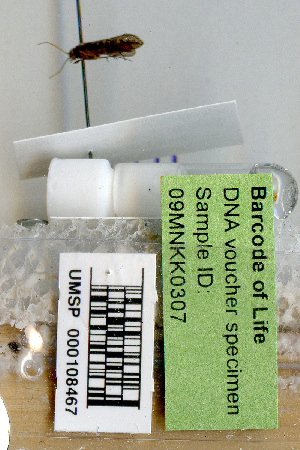 Barcode of Life
DNA voucher specimen
Sample ID:
09MNKK0307
UMSP 000108467